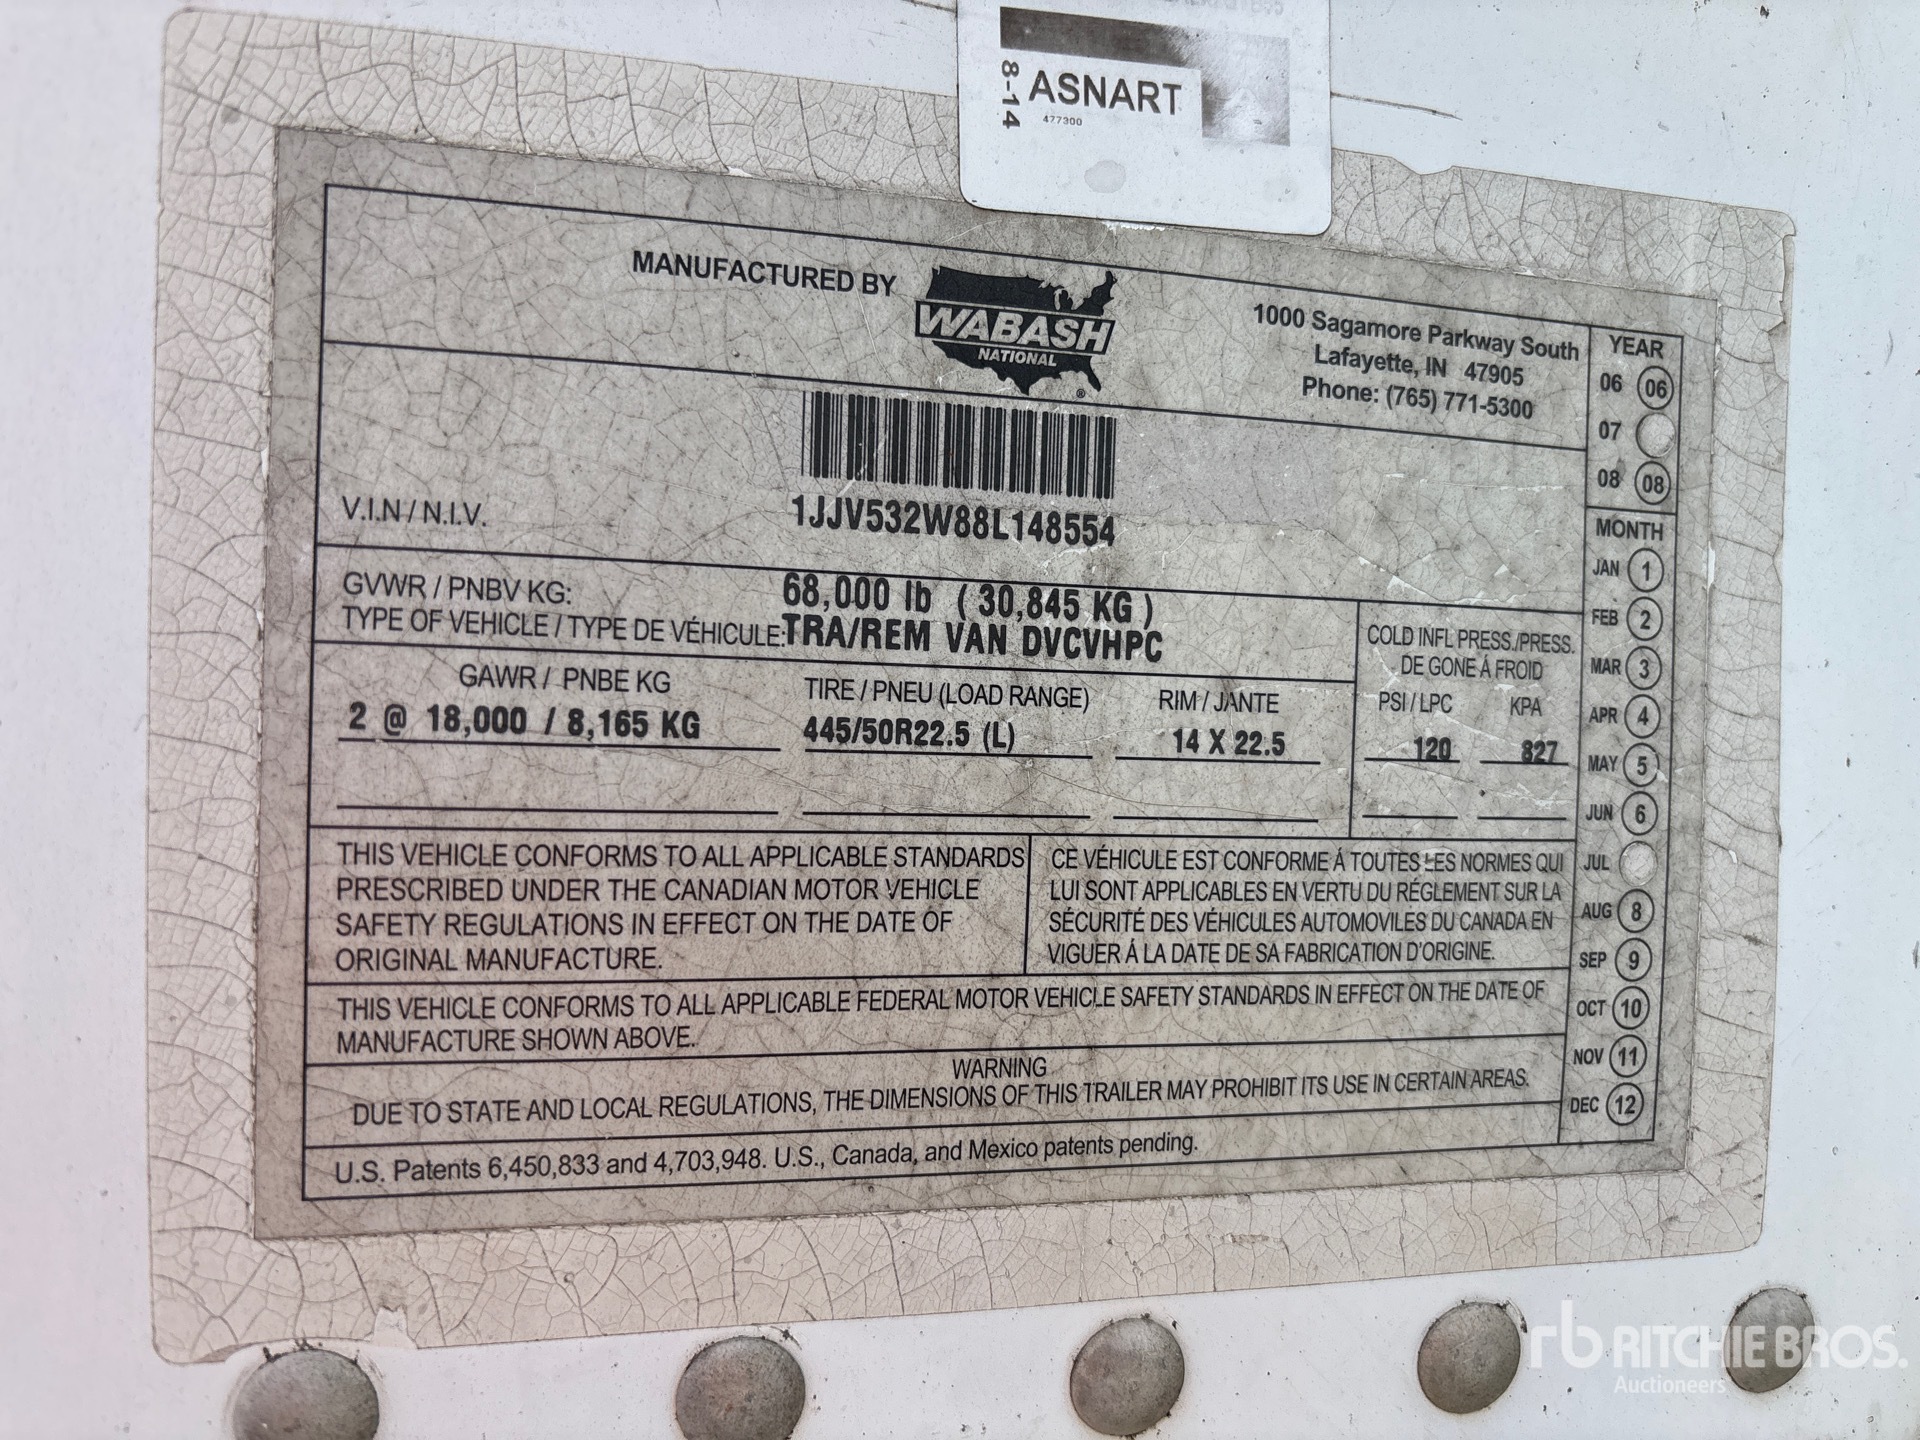 8-14
ASNART
477300
MANUFACTURED BY
WABASH
NATIONAL
®
1000 Sagamore Parkway South
Lafayette, IN 47905
Phone: (765) 771-5300
YEAR
06 06
07
08 08
V.I.N / N.I.V.
1JJV532W88L148554
MONTH
JAN 1
FEB 2
MAR 3
APR 4
MAY 5
JUN 6
JUL
AUG 8
SEP 9
OCT 10
NOV 11
DEC 12
GVWR / PNBV KG: 68,000 lb ( 30,845 KG )
TYPE OF VEHICLE / TYPE DE VÉHICULE: TRA/REM VAN DVCVHPC
COLD INFL PRESS./PRESS.
DE GONE Á FROID
GAWR / PNBE KG TIRE / PNEU (LOAD RANGE) RIM / JANTE PSI / LPC KPA
2 @ 18,000 / 8,165 KG 445/50R22.5 (L) 14 X 22.5 120 827
THIS VEHICLE CONFORMS TO ALL APPLICABLE STANDARDS
PRESCRIBED UNDER THE CANADIAN MOTOR VEHICLE
SAFETY REGULATIONS IN EFFECT ON THE DATE OF
ORIGINAL MANUFACTURE.
CE VÉHICULE EST CONFORME Á TOUTES LES NORMES QUI
LUI SONT APPLICABLES EN VERTU DU RÉGLEMENT SUR LA
SÉCURITÉ DES VÉHICULES AUTOMOVILES DU CANADA EN
VIGUER Á LA DATE DE SA FABRICATION D'ORIGINE.
THIS VEHICLE CONFORMS TO ALL APPLICABLE FEDERAL MOTOR VEHICLE SAFETY STANDARDS IN EFFECT ON THE DATE OF
MANUFACTURE SHOWN ABOVE.
WARNING
DUE TO STATE AND LOCAL REGULATIONS, THE DIMENSIONS OF THIS TRAILER MAY PROHIBIT ITS USE IN CERTAIN AREAS.
U.S. Patents 6,450,833 and 4,703,948. U.S., Canada, and Mexico patents pending.
rb RITCHIE BROS.
Auctioneers